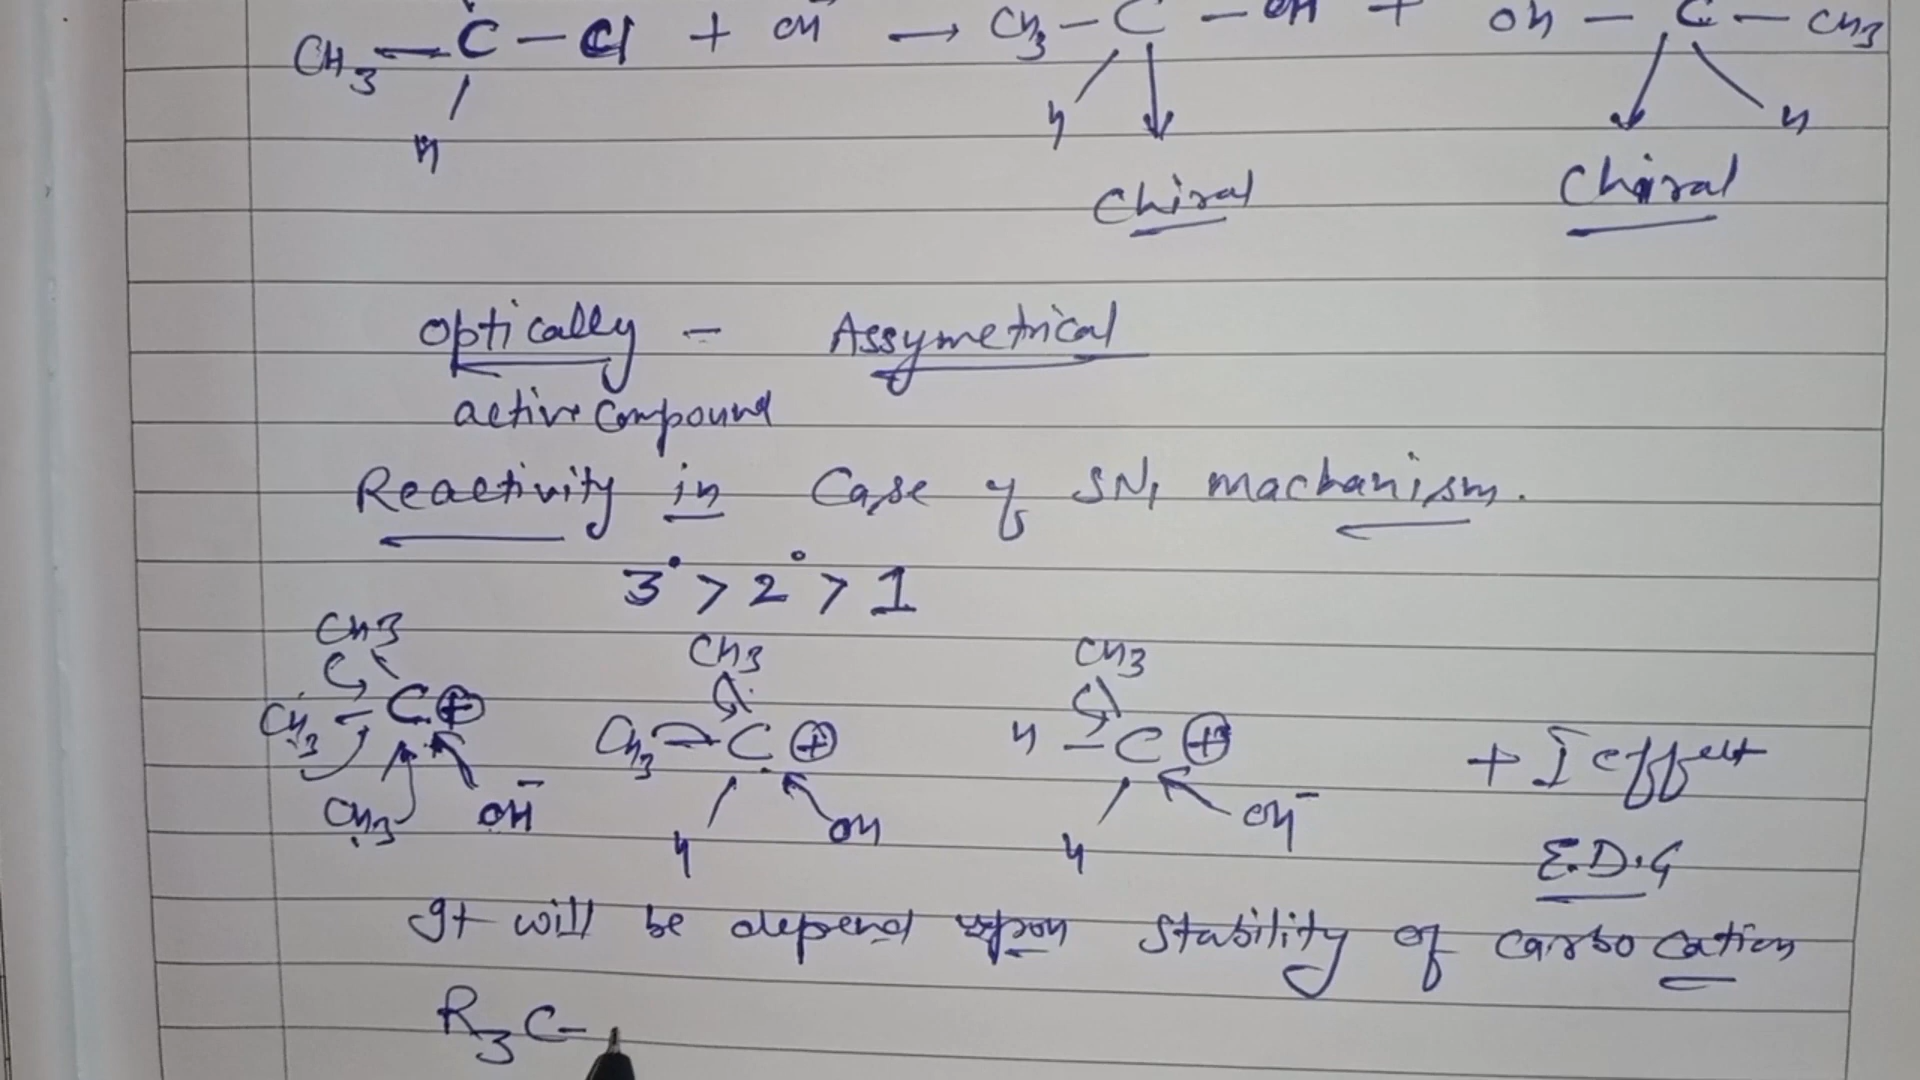 CH3 — C — Cl + OH⁻ → CH3 — C — OH + OH — C — CH3
H H H
Chiral Chiral
Optically – Assymetrical
active Compound
Reactivity in Case of SN1 machanism.
3° > 2° > 1
CH3 CH3 CH3
CH3 — C ⊕ CH3 — C ⊕ H — C ⊕ + I effect
CH3 OH⁻ H OH H OH⁻
E.D.G
It will be depend upon Stability of carbo cation
R3C–